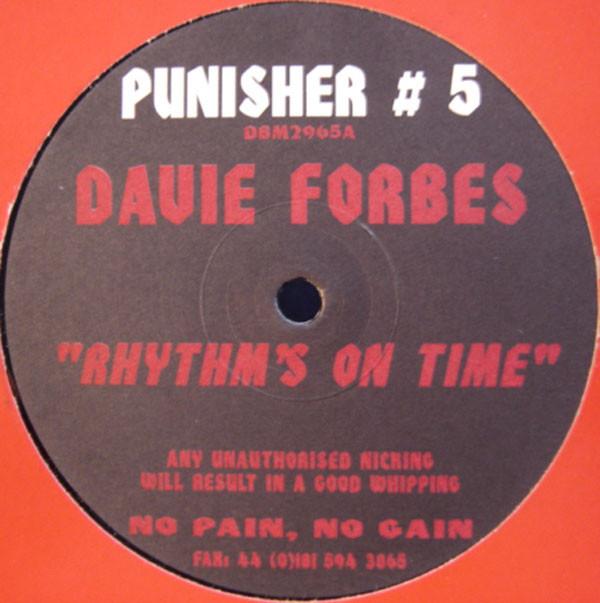 PUNISHER # 5
DBM2965A
DAVIE FORBES
"RHYTHM'S ON TIME"
ANY UNAUTHORISED NICKING
WILL RESULT IN A GOOD WHIPPING
NO PAIN, NO GAIN
FAX: 44 (0)181 594 3865